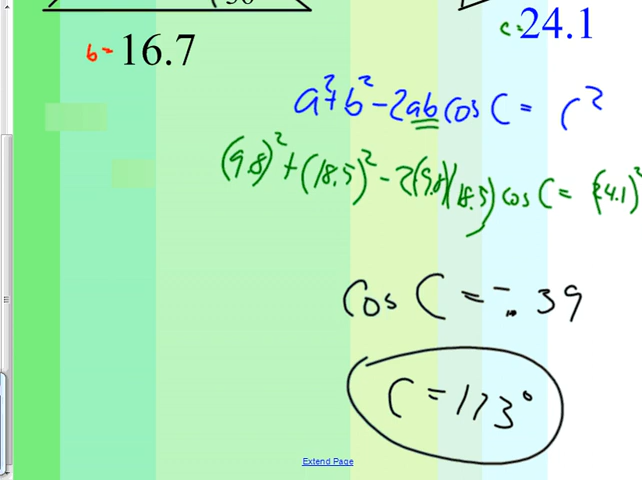 c = 24.1
b = 16.7
a² + b² - 2ab cos C = c²
(9.8)² + (18.5)² - 2(9.8)(18.5) cos C = (24.1)²
cos C = -.39
C = 113°
Extend Page